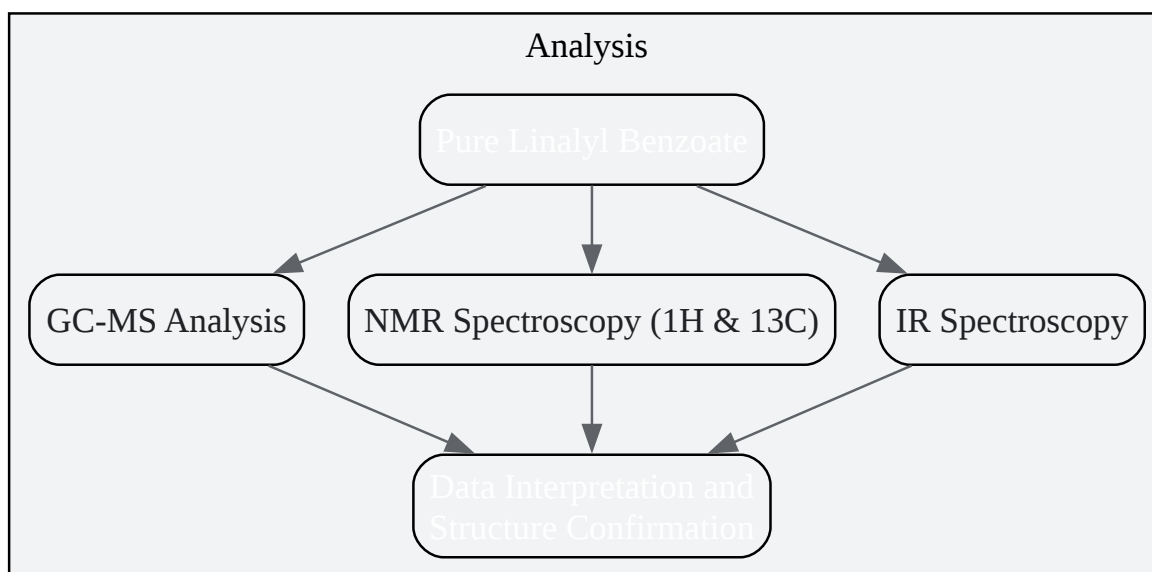 Analysis
Pure Linalyl Benzoate
GC-MS Analysis
NMR Spectroscopy (1H & 13C)
IR Spectroscopy
Data Interpretation and
Structure Confirmation